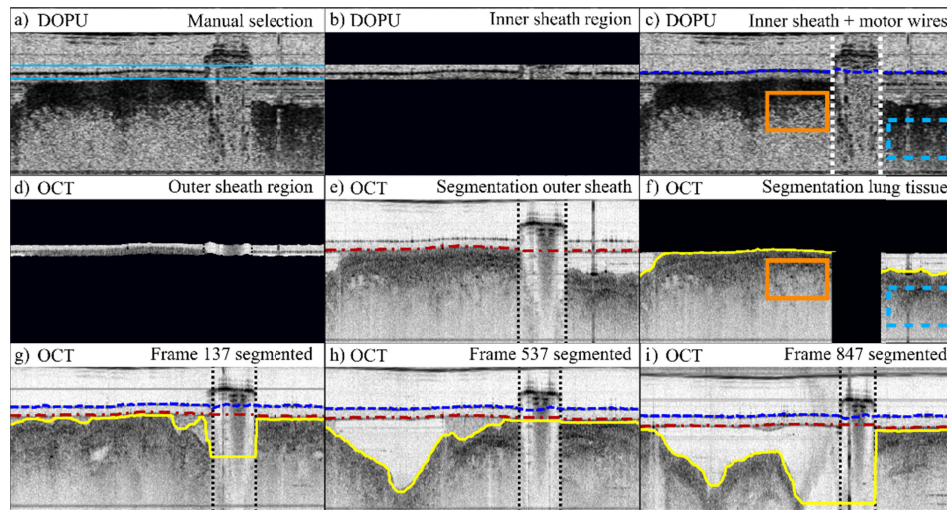 a) DOPU Manual selection
b) DOPU Inner sheath region
c) DOPU Inner sheath + motor wires
d) OCT Outer sheath region
e) OCT Segmentation outer sheath
f) OCT Segmentation lung tissue
g) OCT Frame 137 segmented
h) OCT Frame 537 segmented
i) OCT Frame 847 segmented